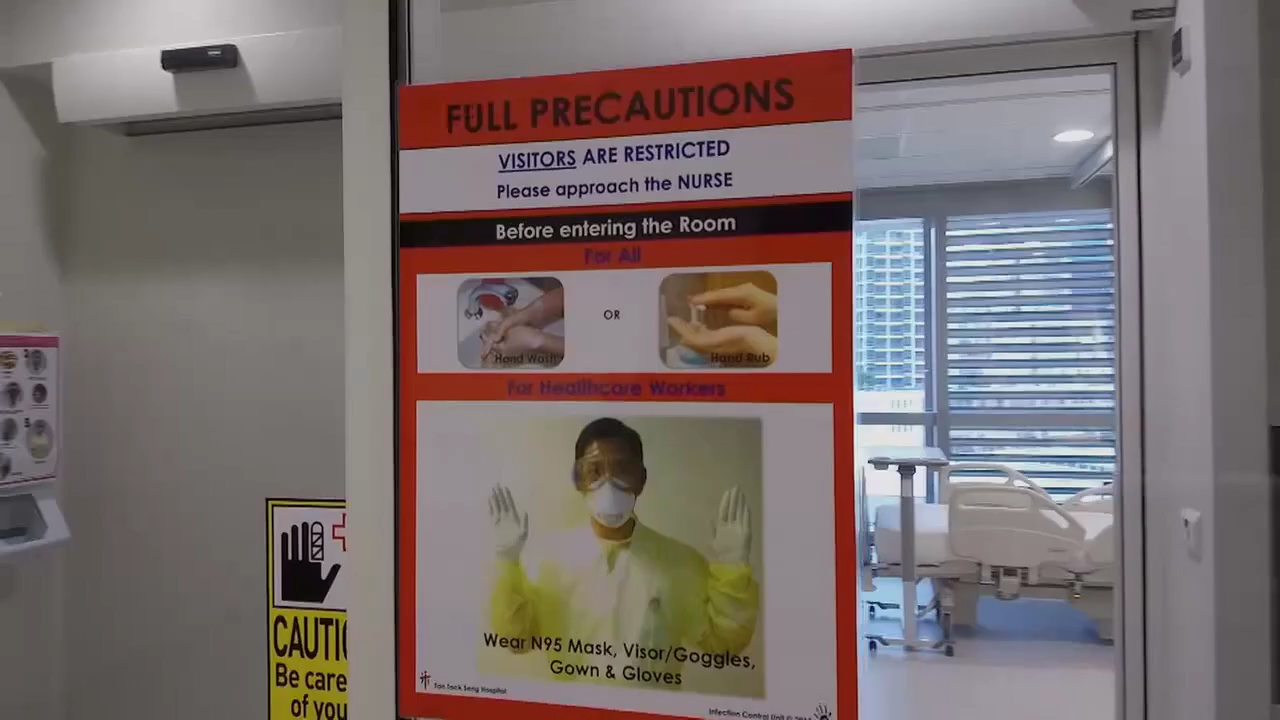 FULL PRECAUTIONS
VISITORS ARE RESTRICTED
Please approach the NURSE
Before entering the Room
For All
Hand Wash
OR
Hand Rub
For Healthcare Workers
Wear N95 Mask, Visor/Goggles,
Gown & Gloves
Tan Tock Seng Hospital
Infection Control Unit ©
CAUTIO
Be care
of you